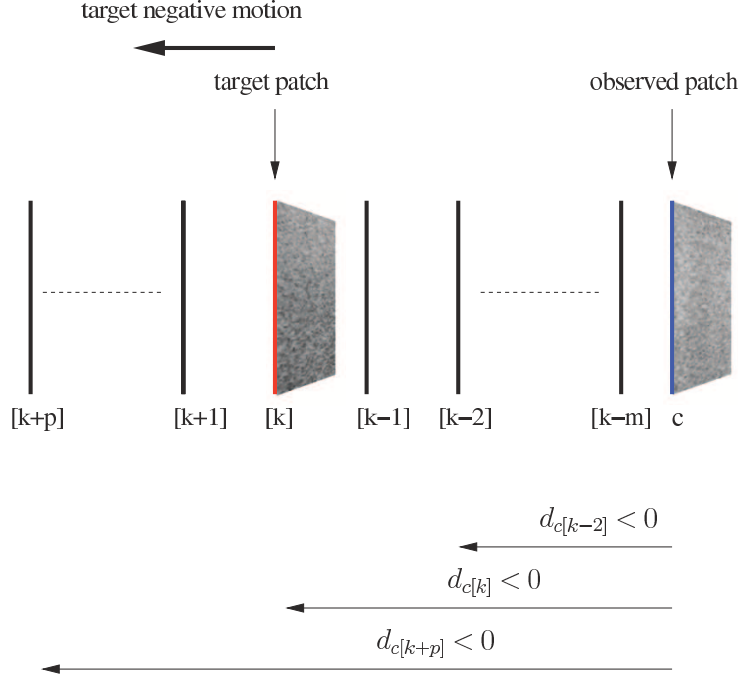 target negative motion
target patch observed patch
[k+p] [k+1] [k] [k−1] [k−2] [k−m] c
d_{c[k−2]} < 0
d_{c[k]} < 0
d_{c[k+p]} < 0